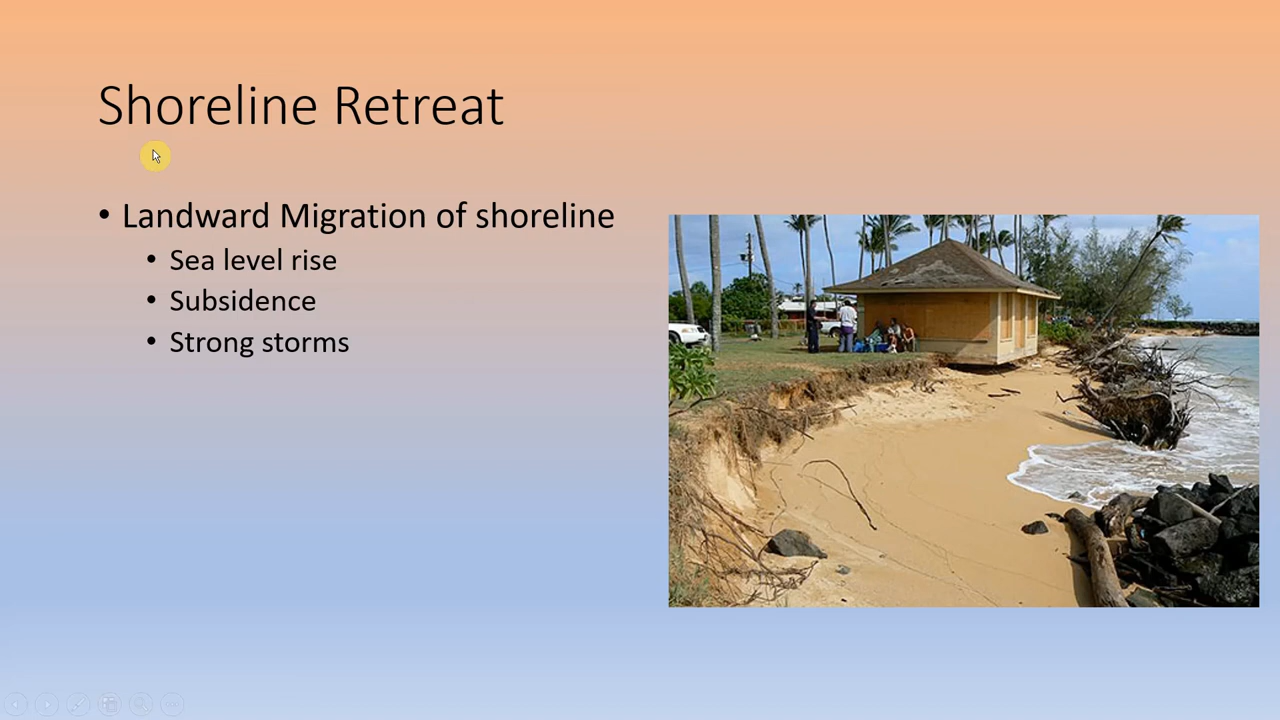 Shoreline Retreat
• Landward Migration of shoreline
• Sea level rise
• Subsidence
• Strong storms